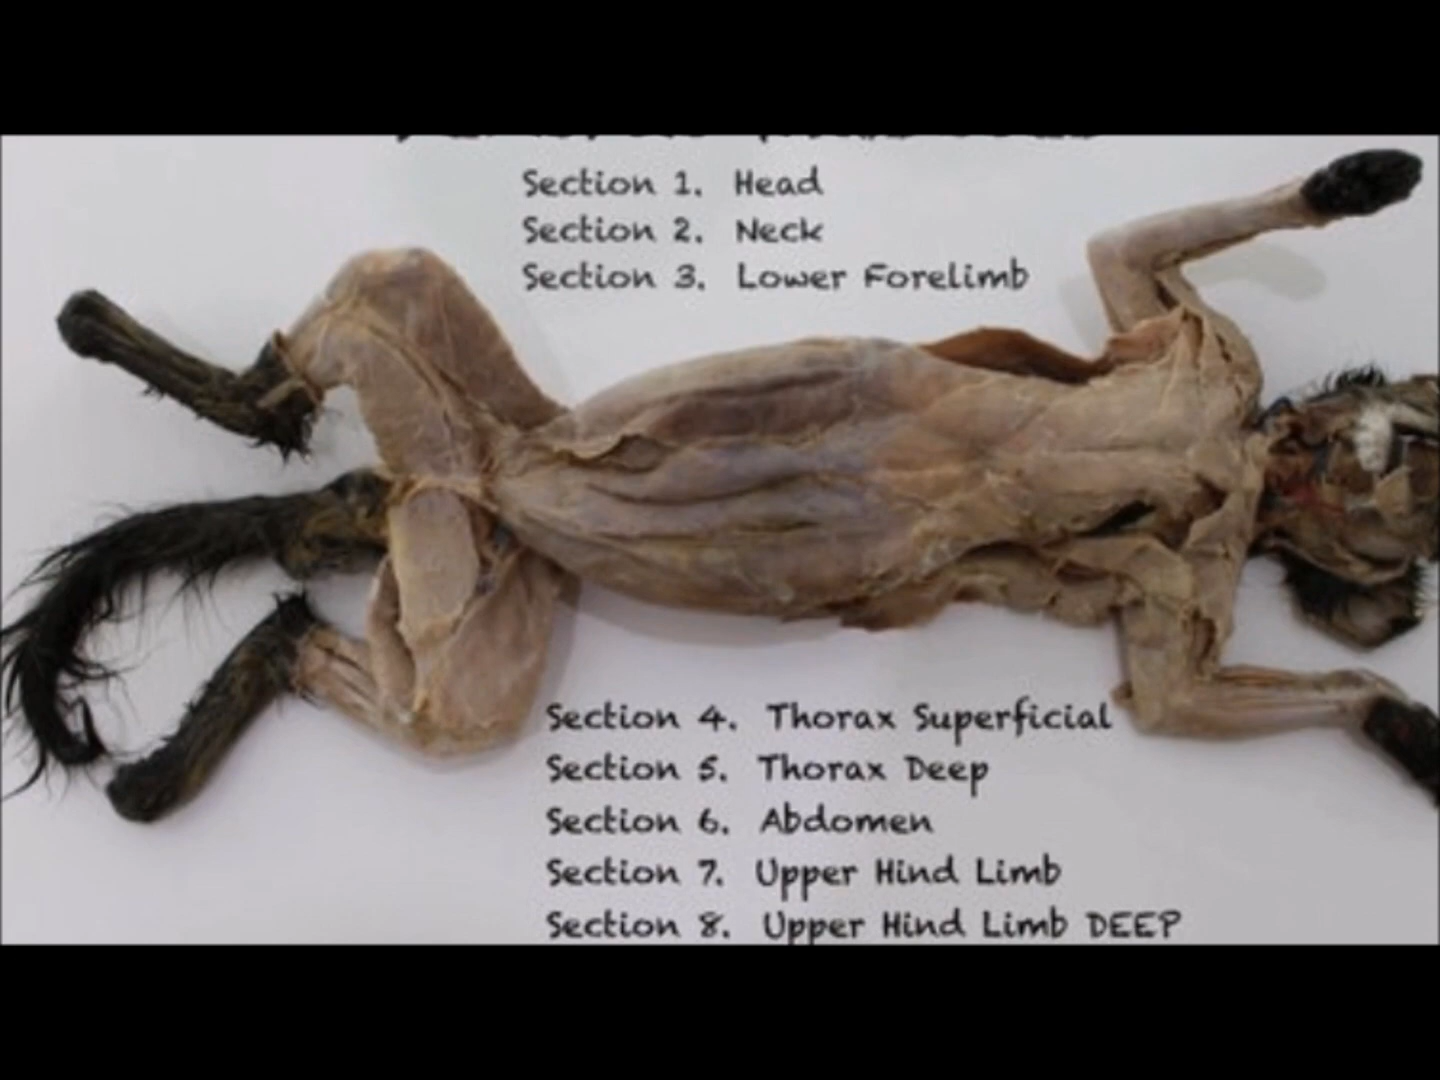 Section 1. Head
Section 2. Neck
Section 3. Lower Forelimb
Section 4. Thorax Superficial
Section 5. Thorax Deep
Section 6. Abdomen
Section 7. Upper Hind Limb
Section 8. Upper Hind Limb DEEP